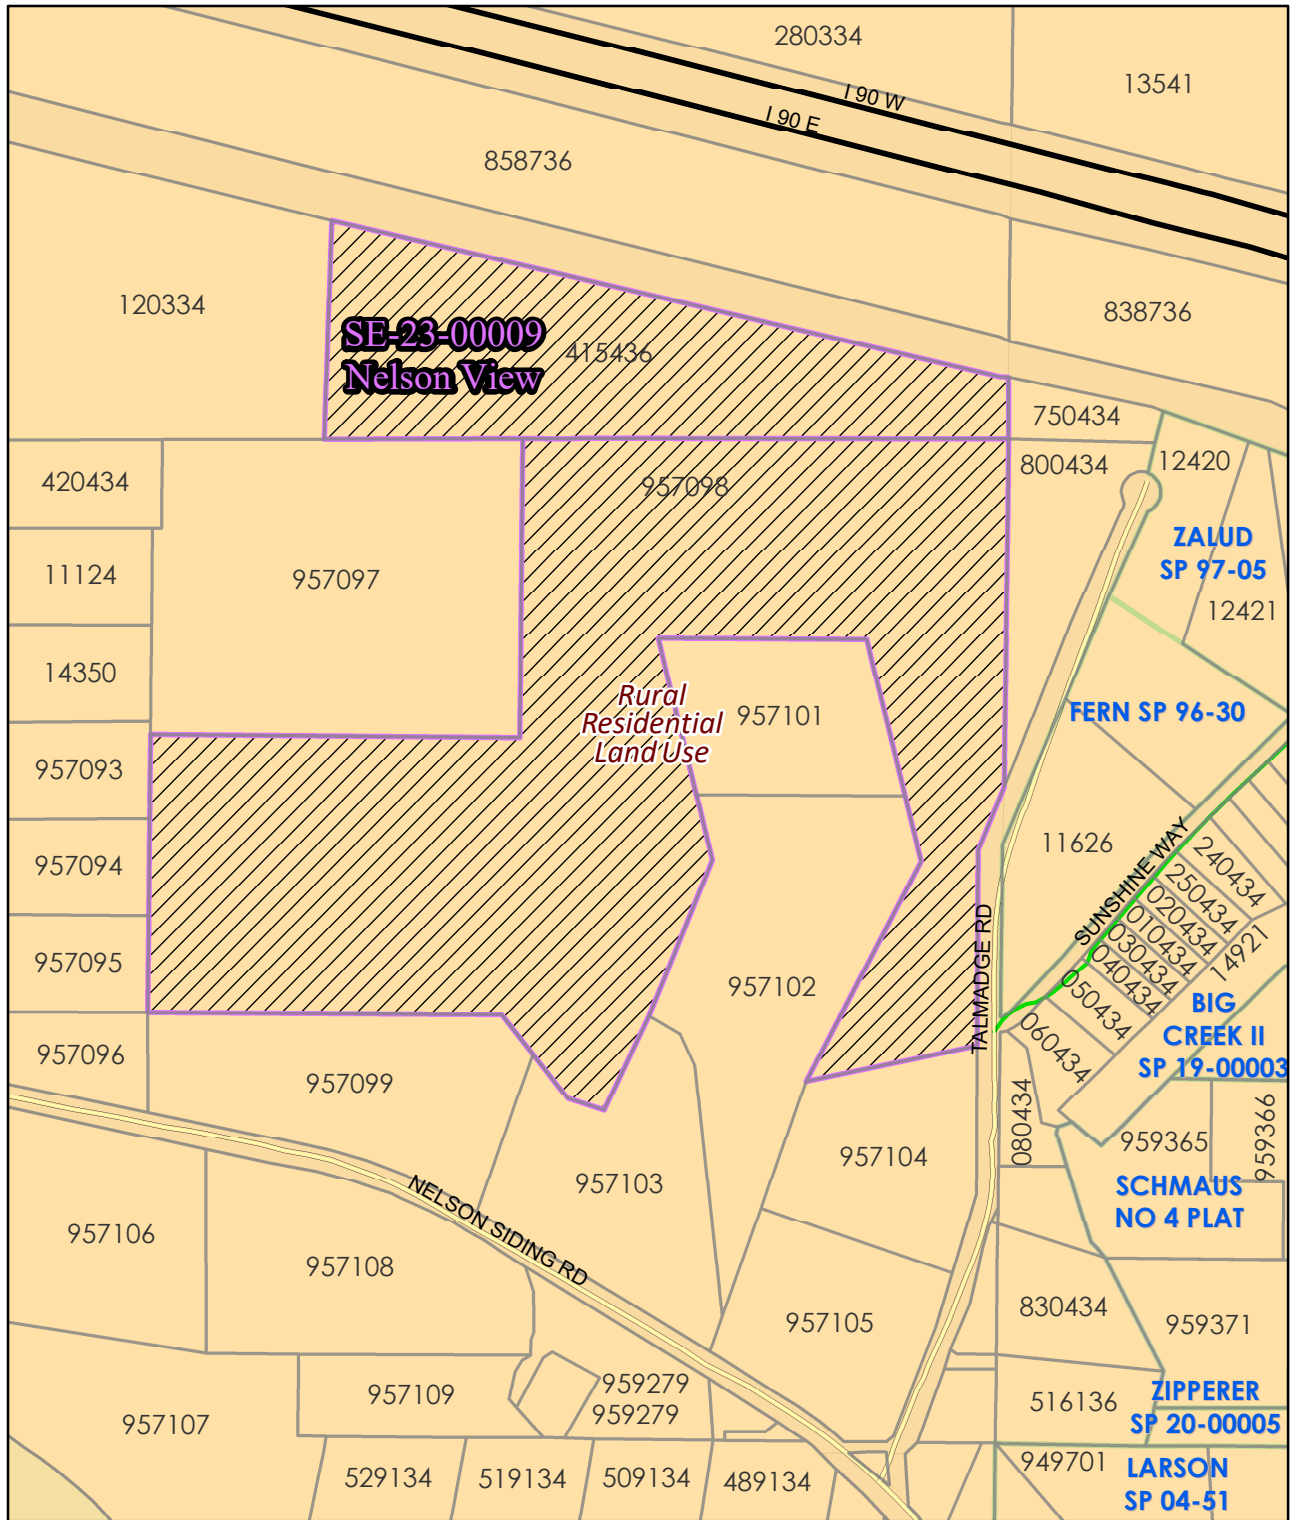 280334
13541
I 90 W
I 90 E
858736
120334
838736
SE-23-00009
Nelson View
415436
750434
800434
12420
420434
957098
ZALUD
SP 97-05
11124
957097
12421
14350
Rural
Residential
Land Use
957101
FERN SP 96-30
957093
11626
SUNSHINE WAY
240434
250434
020434
010434
030434
040434
14921
050434
060434
957094
957095
957102
TALMADGE RD
BIG
CREEK II
SP 19-00003
957096
957099
080434
959365
959366
957104
957103
SCHMAUS
NO 4 PLAT
NELSON SIDING RD
957106
957108
830434
959371
957105
957109
959279
959279
516136
ZIPPERER
SP 20-00005
957107
529134
519134
509134
489134
949701
LARSON
SP 04-51